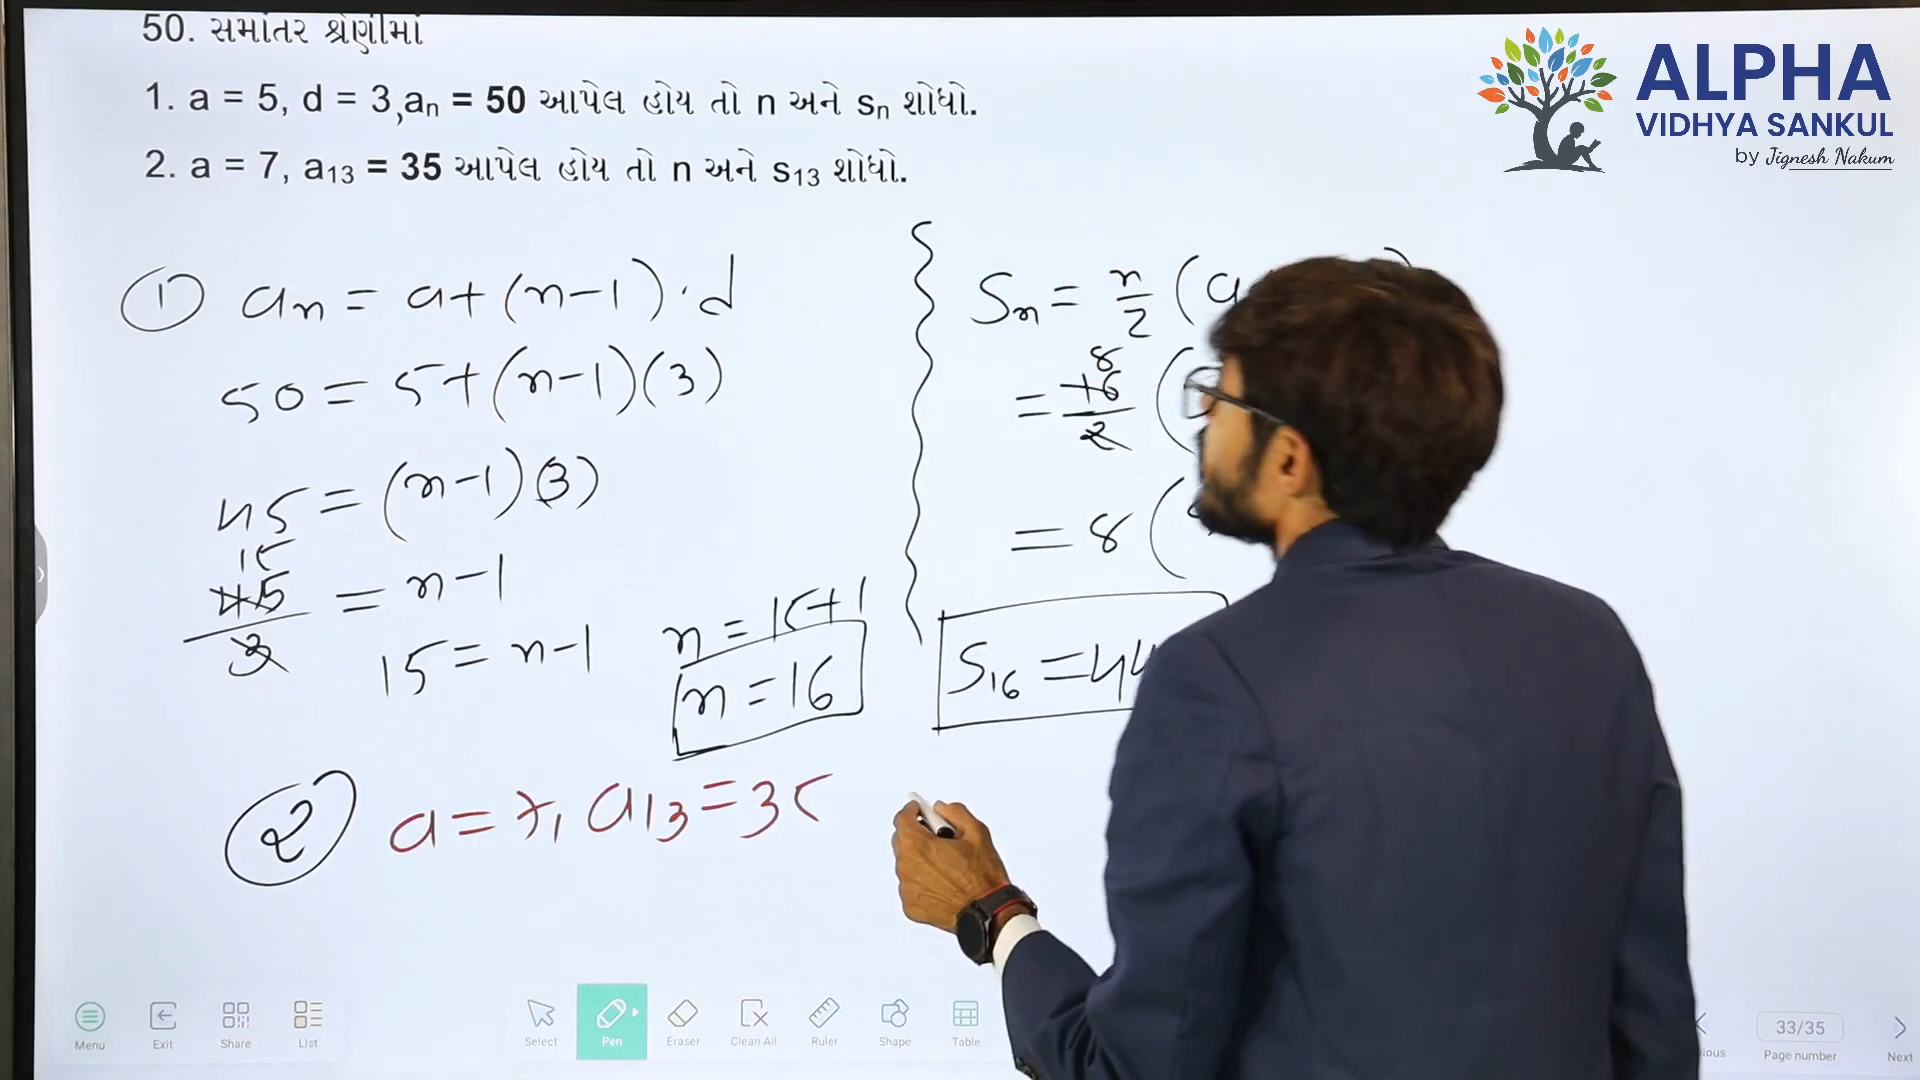 50. સમાંતર શ્રેણીમાં
1. a = 5, d = 3,an = 50 આપેલ હોય તો n અને sn શોધો.
2. a = 7, a13 = 35 આપેલ હોય તો n અને s13 શોધો.
ALPHA
VIDHYA SANKUL
by Jignesh Nakum
① an = a+(n-1)·d
50 = 5+(n-1)(3)
45 = (n-1)(3)
15
45/3 = n-1
15 = n-1
n = 15+1
n = 16
Sn = n/2 (a
8
= 16/2 (
= 8 (
S16 = 44
૨ a = 7, a13 = 35
Menu
Exit
Share
List
Select
Pen
Eraser
Clean All
Ruler
Shape
Table
33/35
Page number
Next